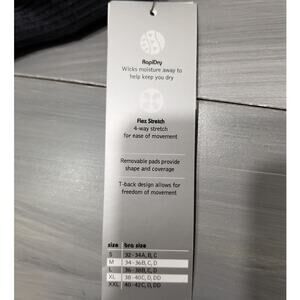 RapiDry
Wicks moisture away to
help keep you dry
Flex Stretch
4-way stretch
for ease of movement
Removable pads provide
shape and coverage
T-back design allows for
freedom of movement
size bra size
S 32-34A, B, C
M 34-36B, C, D
L 36-38B, C, D
XL 38-40C, D, DD
XXL 40-42C, D, DD